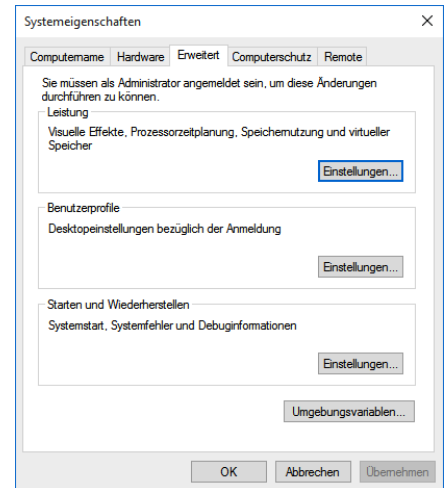 Systemeigenschaften
Computername Hardware Erweitert Computerschutz Remote
Sie müssen als Administrator angemeldet sein, um diese Änderungen
durchführen zu können.
Leistung
Visuelle Effekte, Prozessorzeitplanung, Speichernutzung und virtueller
Speicher
Einstellungen...
Benutzerprofile
Desktopeinstellungen bezüglich der Anmeldung
Einstellungen...
Starten und Wiederherstellen
Systemstart, Systemfehler und Debuginformationen
Einstellungen...
Umgebungsvariablen...
OK Abbrechen Übernehmen